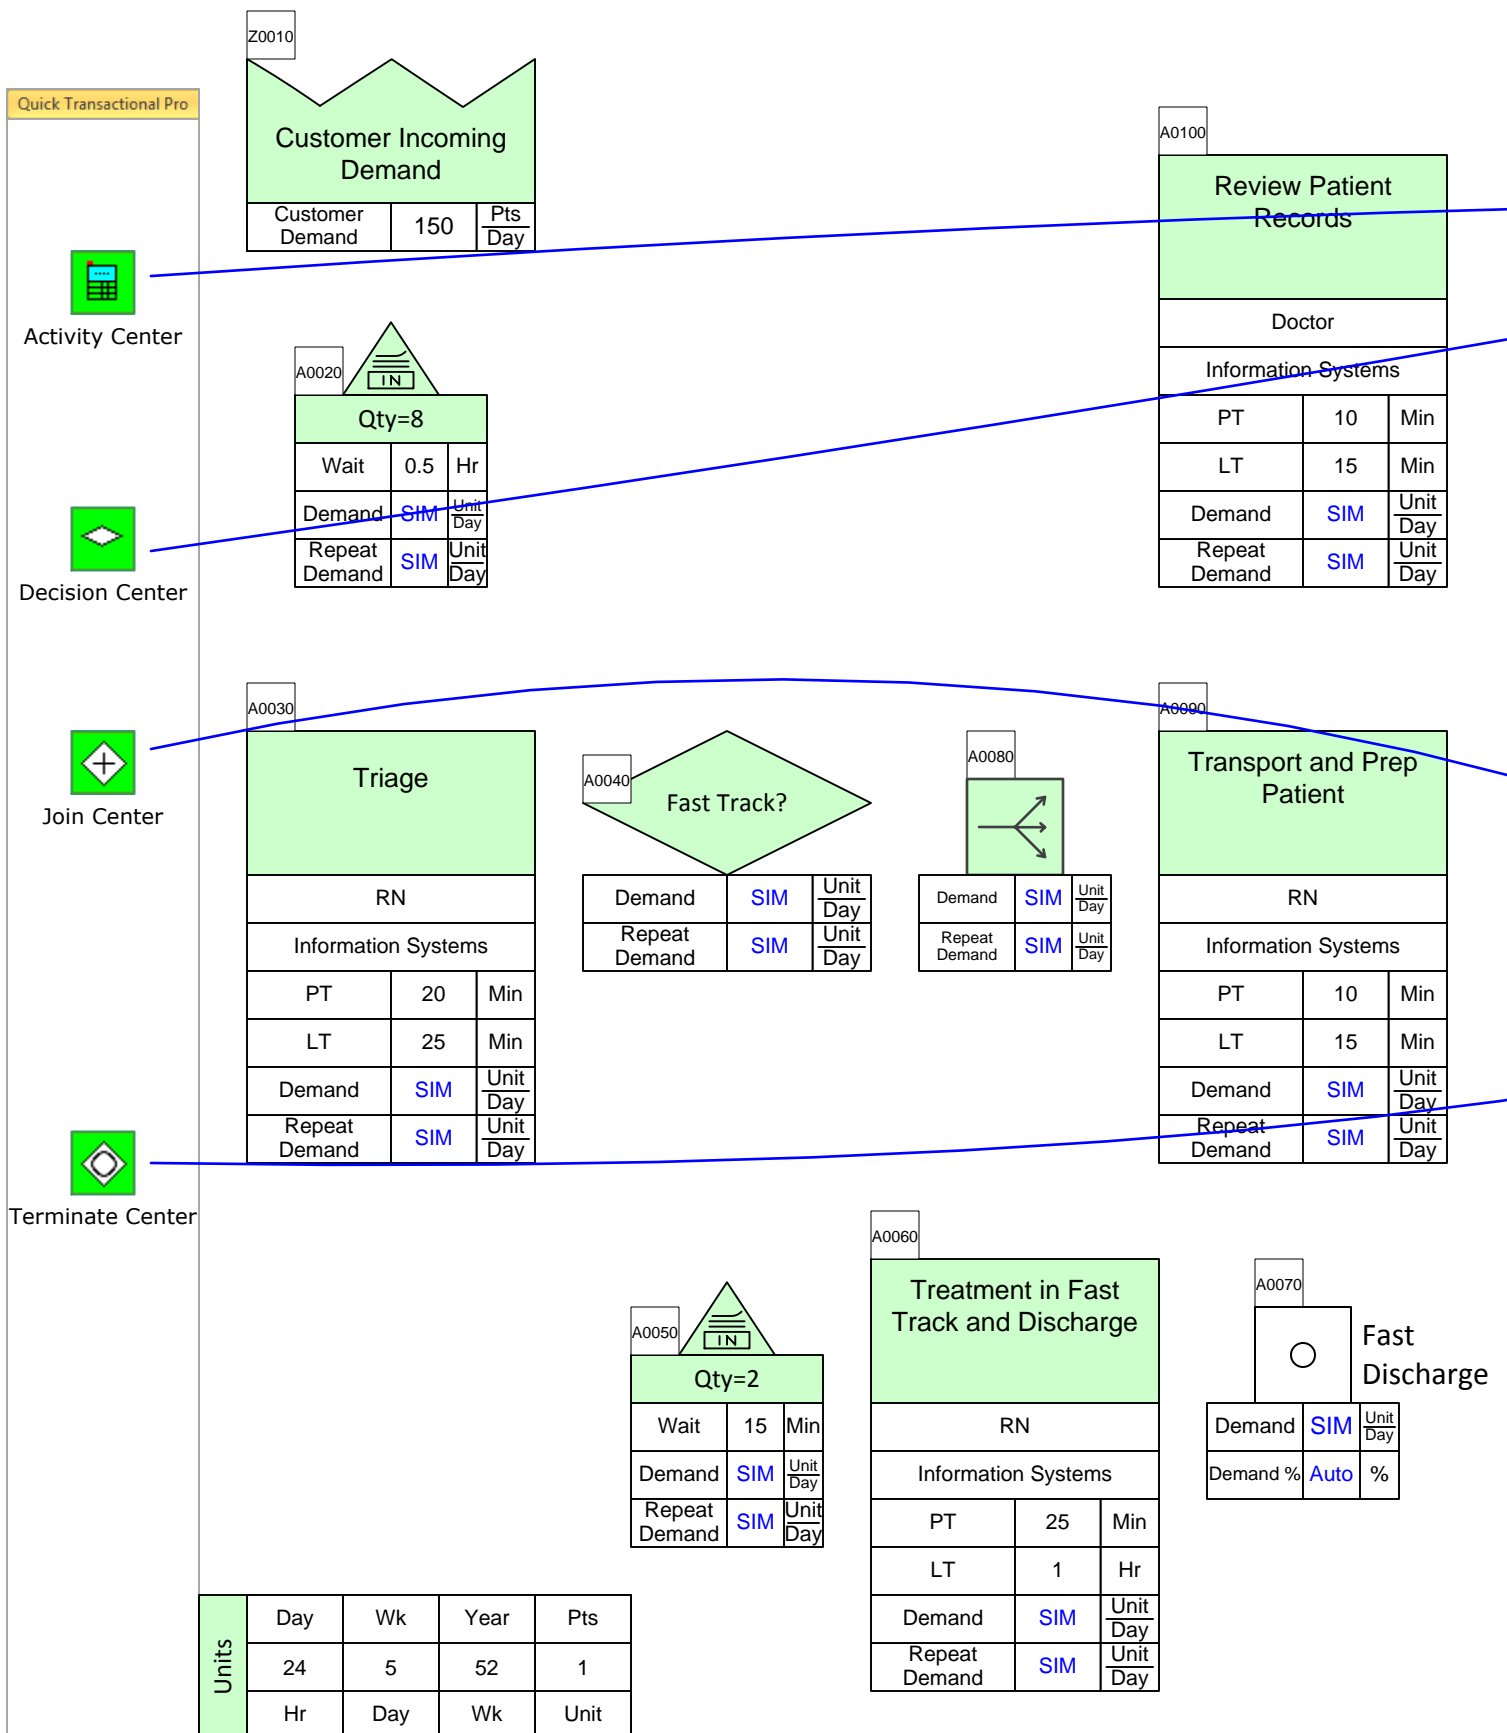 Quick Transactional Pro
Activity Center
Decision Center
Join Center
Terminate Center
Z0010
Customer Incoming
Demand
Customer
Demand
150
Pts
Day
A0020
IN
Qty=8
Wait 0.5 Hr
Demand SIM Unit
Day
Repeat
Demand
SIM
Unit
Day
A0100
Review Patient
Records
Doctor
Information Systems
PT 10 Min
LT 15 Min
Demand SIM Unit
Day
Repeat
Demand
SIM
Unit
Day
A0030
Triage
RN
Information Systems
PT 20 Min
LT 25 Min
Demand SIM Unit
Day
Repeat
Demand
SIM
Unit
Day
A0040
Fast Track?
Demand SIM Unit
Day
Repeat
Demand
SIM
Unit
Day
A0080
Demand SIM Unit
Day
Repeat
Demand
SIM
Unit
Day
A0090
Transport and Prep
Patient
RN
Information Systems
PT 10 Min
LT 15 Min
Demand SIM Unit
Day
Repeat
Demand
SIM
Unit
Day
A0050
IN
Qty=2
Wait 15 Min
Demand SIM Unit
Day
Repeat
Demand
SIM
Unit
Day
A0060
Treatment in Fast
Track and Discharge
RN
Information Systems
PT 25 Min
LT 1 Hr
Demand SIM Unit
Day
Repeat
Demand
SIM
Unit
Day
A0070
Fast
Discharge
Demand SIM Unit
Day
Demand % Auto %
Units
Day Wk Year Pts
24 5 52 1
Hr Day Wk Unit